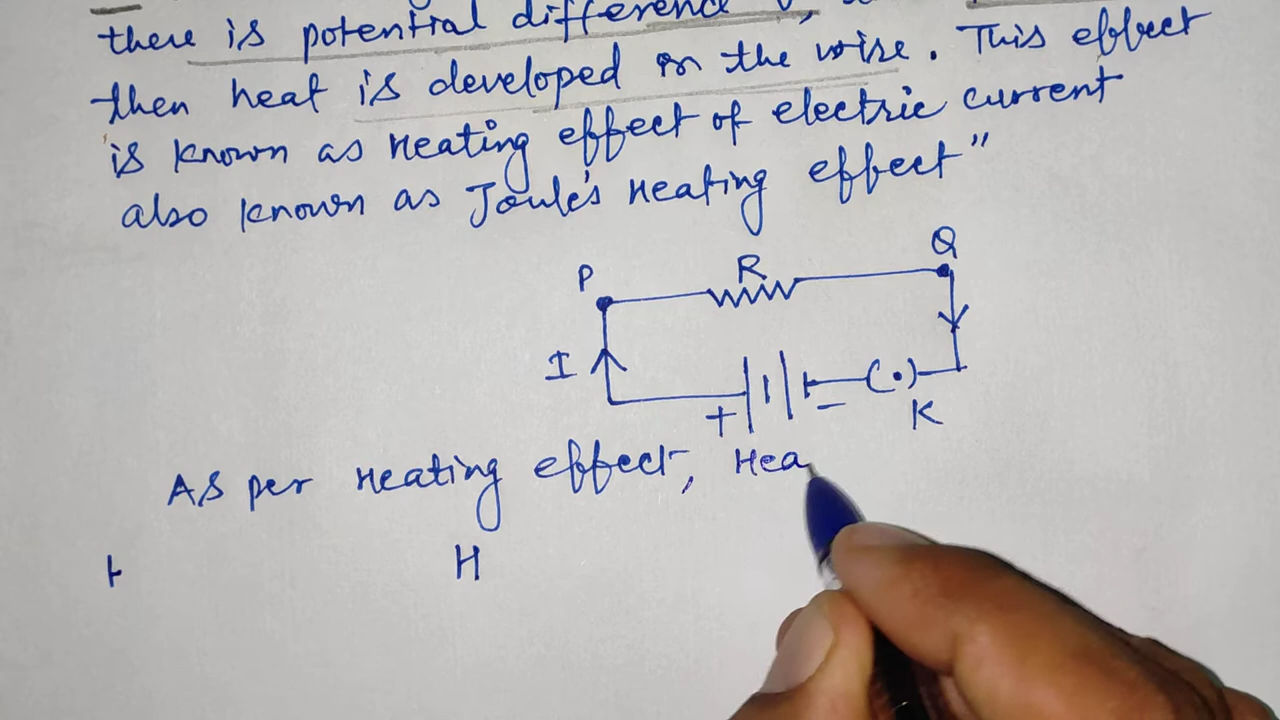 there is potential difference V,
then heat is developed in the wire. This effect
is known as Heating effect of electric current
also known as Joule's Heating effect"
Q
P
R
I
+
-
K
As per Heating effect, Hea
H